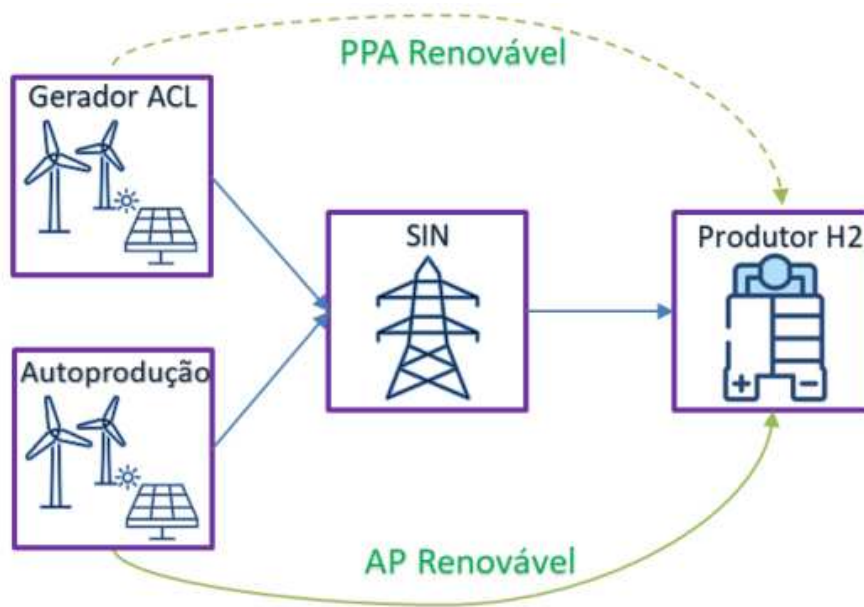 PPA Renovável
Gerador ACL
SIN
Produtor H2
Autoprodução
AP Renovável